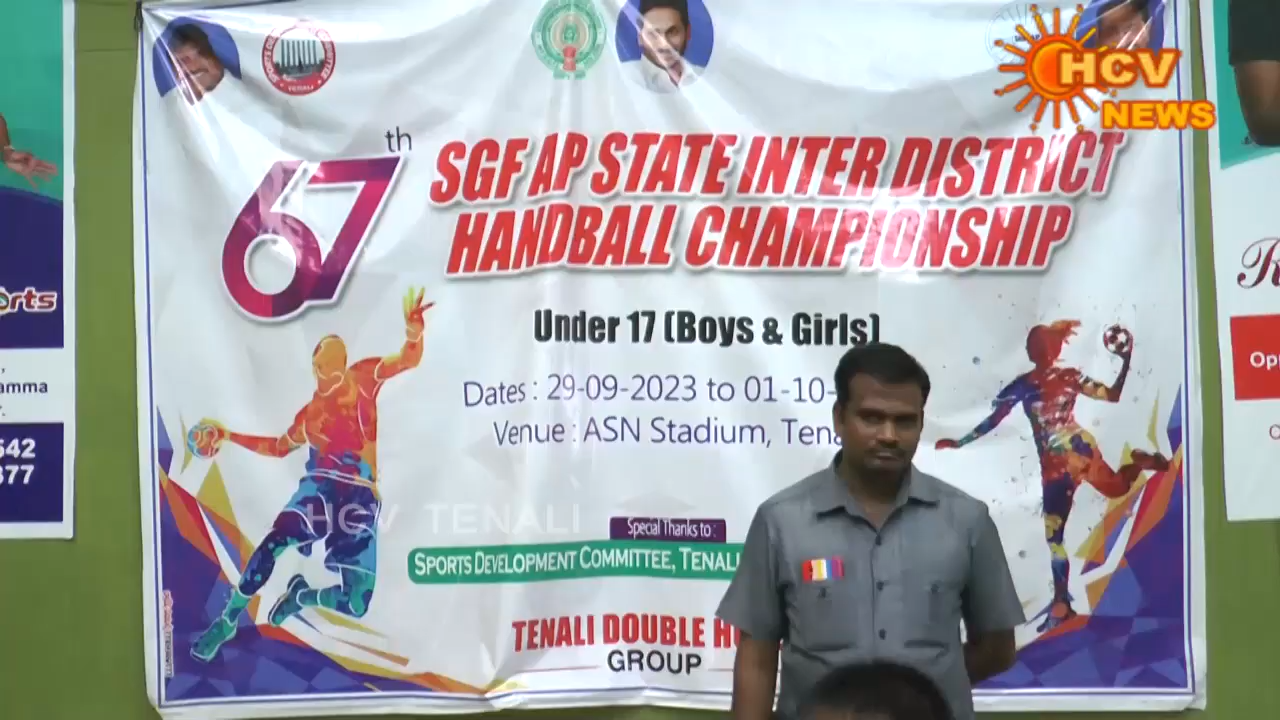 HCV
NEWS
67th
SGF AP STATE INTER DISTRICT
HANDBALL CHAMPIONSHIP
Under 17 (Boys & Girls)
Dates : 29-09-2023 to 01-10-
Venue : ASN Stadium, Tena
HCV TENALI
Special Thanks to :
SPORTS DEVELOPMENT COMMITTEE, TENALI
TENALI DOUBLE H
GROUP
TENALI
orts
amma
542
377